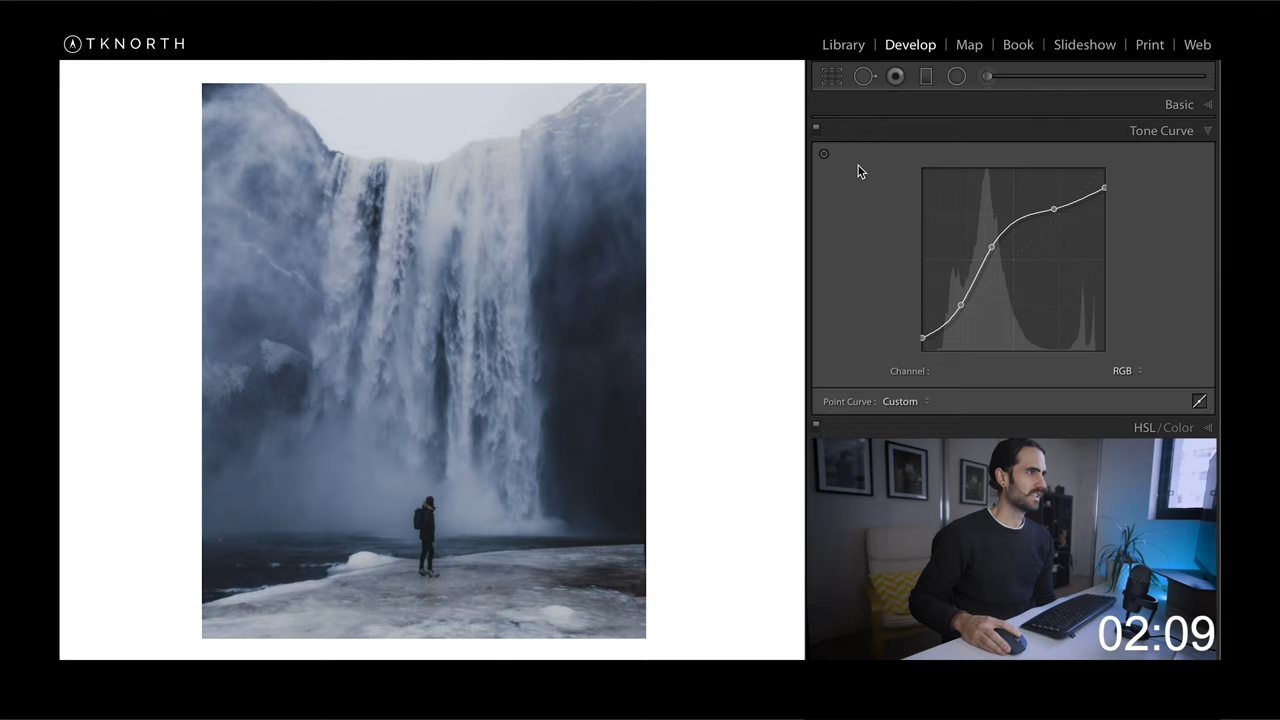 TKNORTH
Library | Develop | Map | Book | Slideshow | Print | Web
Basic
Tone Curve
Channel : RGB
Point Curve : Custom
HSL / Color
02:09